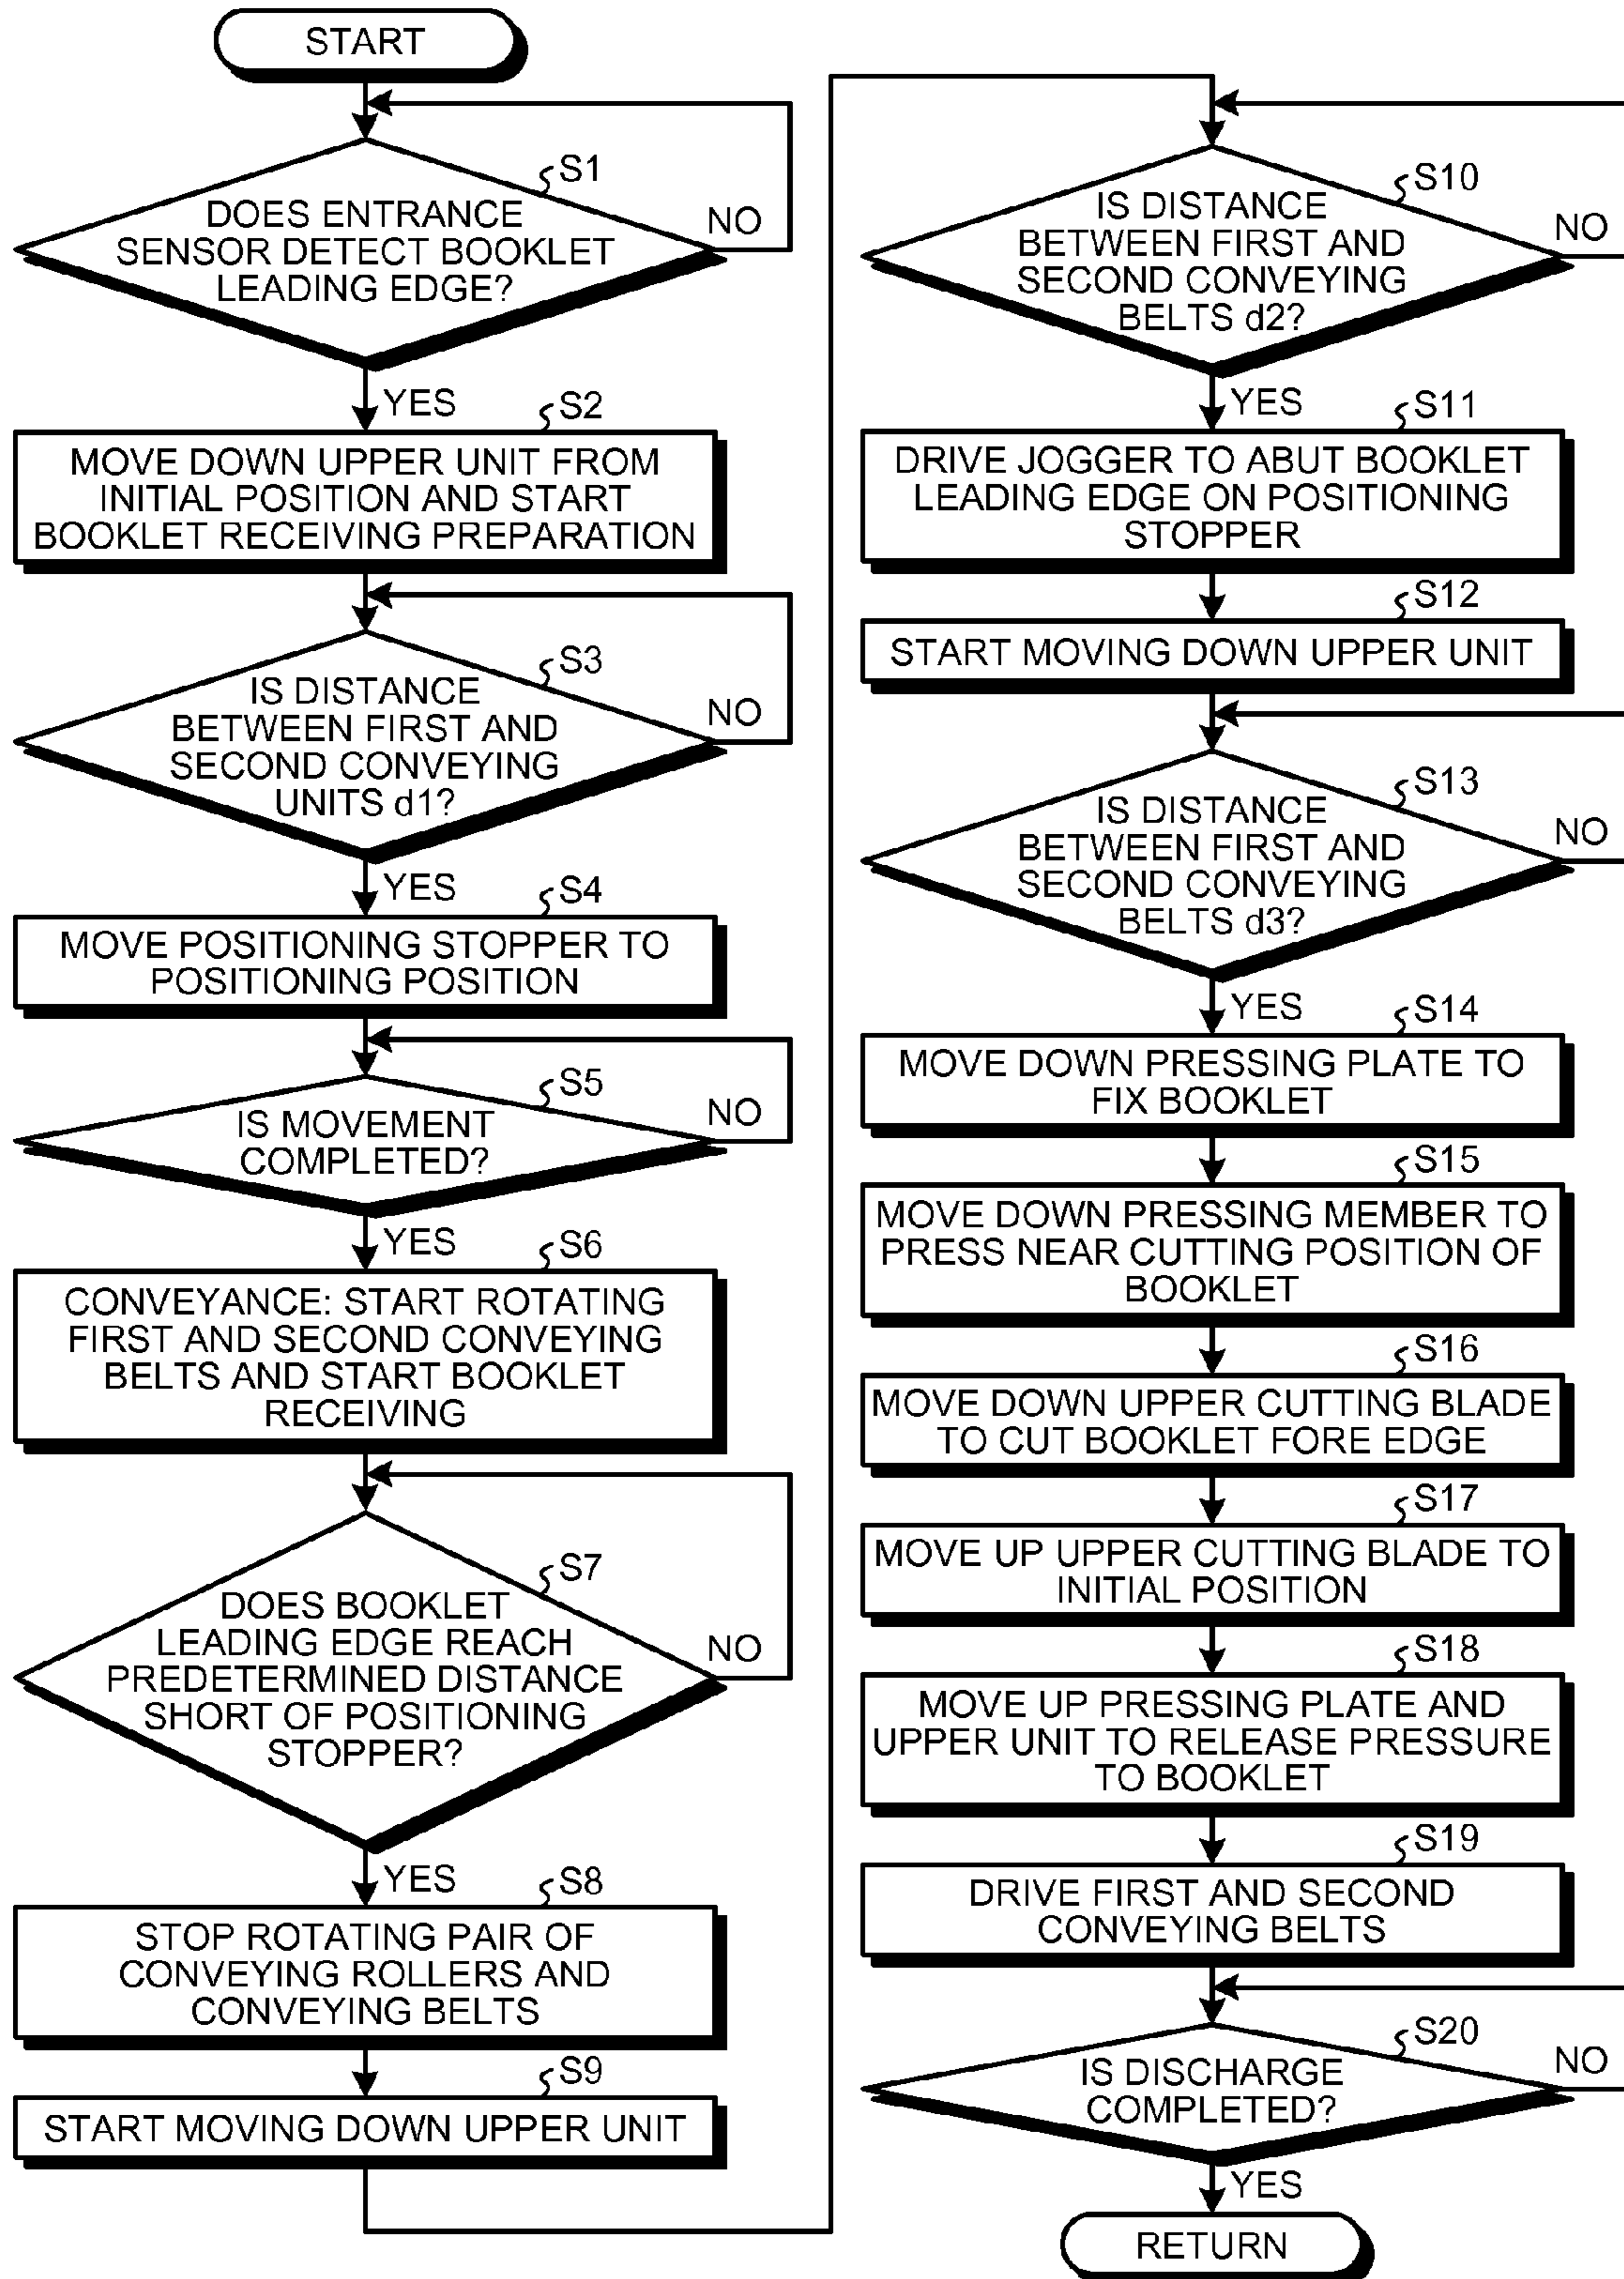 START
S1
DOES ENTRANCE
SENSOR DETECT BOOKLET
LEADING EDGE?
NO
YES
S2
MOVE DOWN UPPER UNIT FROM
INITIAL POSITION AND START
BOOKLET RECEIVING PREPARATION
S3
IS DISTANCE
BETWEEN FIRST AND
SECOND CONVEYING
UNITS d1?
NO
YES
S4
MOVE POSITIONING STOPPER TO
POSITIONING POSITION
S5
IS MOVEMENT
COMPLETED?
NO
YES
S6
CONVEYANCE: START ROTATING
FIRST AND SECOND CONVEYING
BELTS AND START BOOKLET
RECEIVING
S7
DOES BOOKLET
LEADING EDGE REACH
PREDETERMINED DISTANCE
SHORT OF POSITIONING
STOPPER?
NO
YES
S8
STOP ROTATING PAIR OF
CONVEYING ROLLERS AND
CONVEYING BELTS
S9
START MOVING DOWN UPPER UNIT
S10
IS DISTANCE
BETWEEN FIRST AND
SECOND CONVEYING
BELTS d2?
NO
YES
S11
DRIVE JOGGER TO ABUT BOOKLET
LEADING EDGE ON POSITIONING
STOPPER
S12
START MOVING DOWN UPPER UNIT
S13
IS DISTANCE
BETWEEN FIRST AND
SECOND CONVEYING
BELTS d3?
NO
YES
S14
MOVE DOWN PRESSING PLATE TO
FIX BOOKLET
S15
MOVE DOWN PRESSING MEMBER TO
PRESS NEAR CUTTING POSITION OF
BOOKLET
S16
MOVE DOWN UPPER CUTTING BLADE
TO CUT BOOKLET FORE EDGE
S17
MOVE UP UPPER CUTTING BLADE TO
INITIAL POSITION
S18
MOVE UP PRESSING PLATE AND
UPPER UNIT TO RELEASE PRESSURE
TO BOOKLET
S19
DRIVE FIRST AND SECOND
CONVEYING BELTS
S20
IS DISCHARGE
COMPLETED?
NO
YES
RETURN